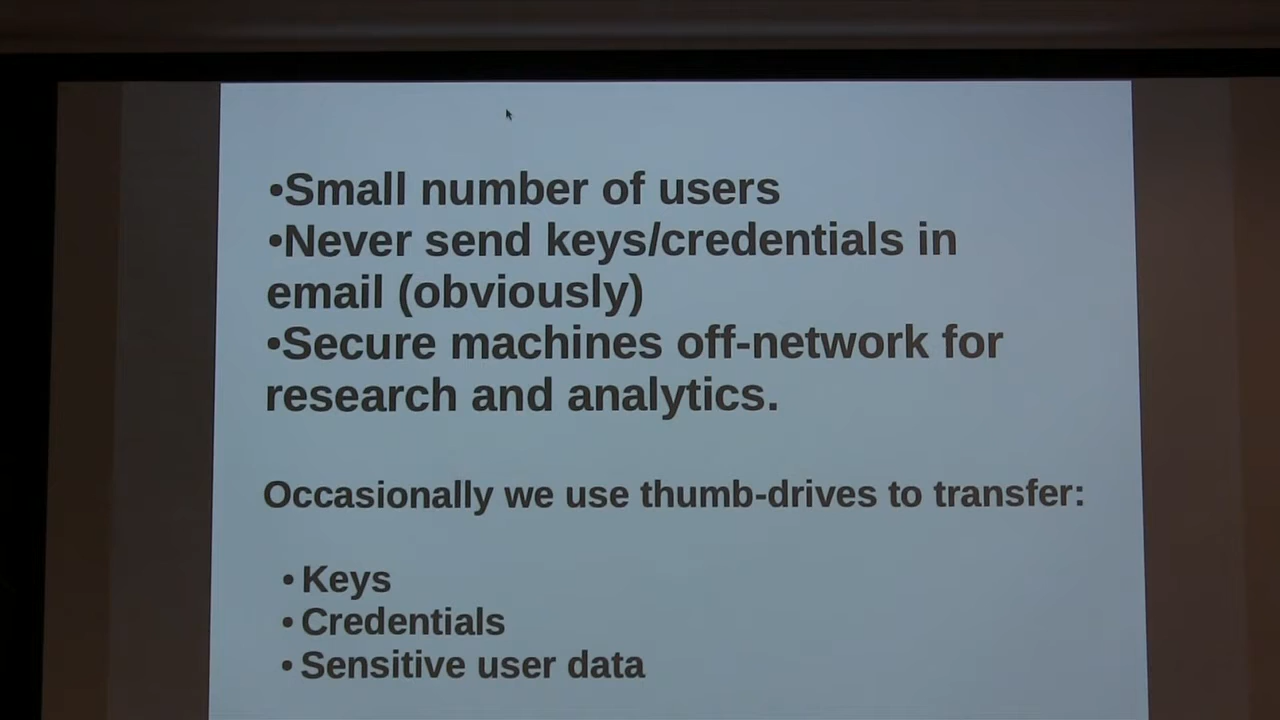 •Small number of users
•Never send keys/credentials in
email (obviously)
•Secure machines off-network for
research and analytics.
Occasionally we use thumb-drives to transfer:
• Keys
• Credentials
• Sensitive user data